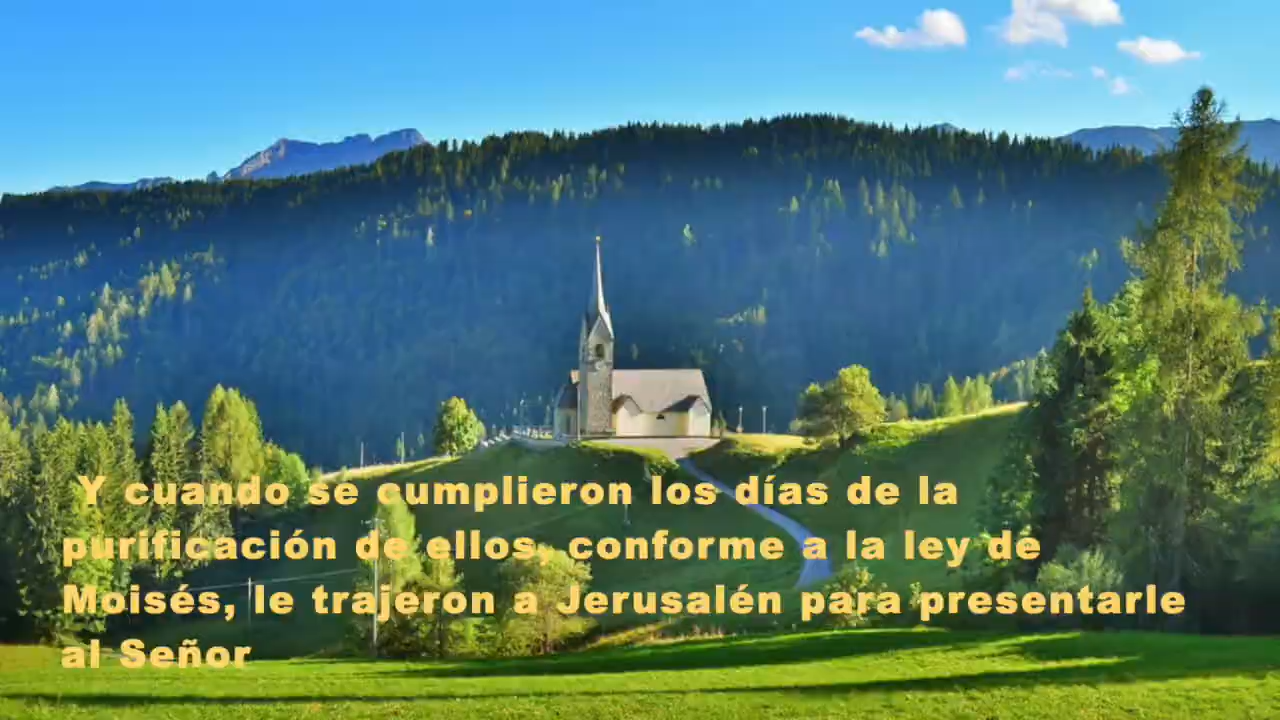 Y cuando se cumplieron los días de la
purificación de ellos, conforme a la ley de
Moisés, le trajeron a Jerusalén para presentarle
al Señor